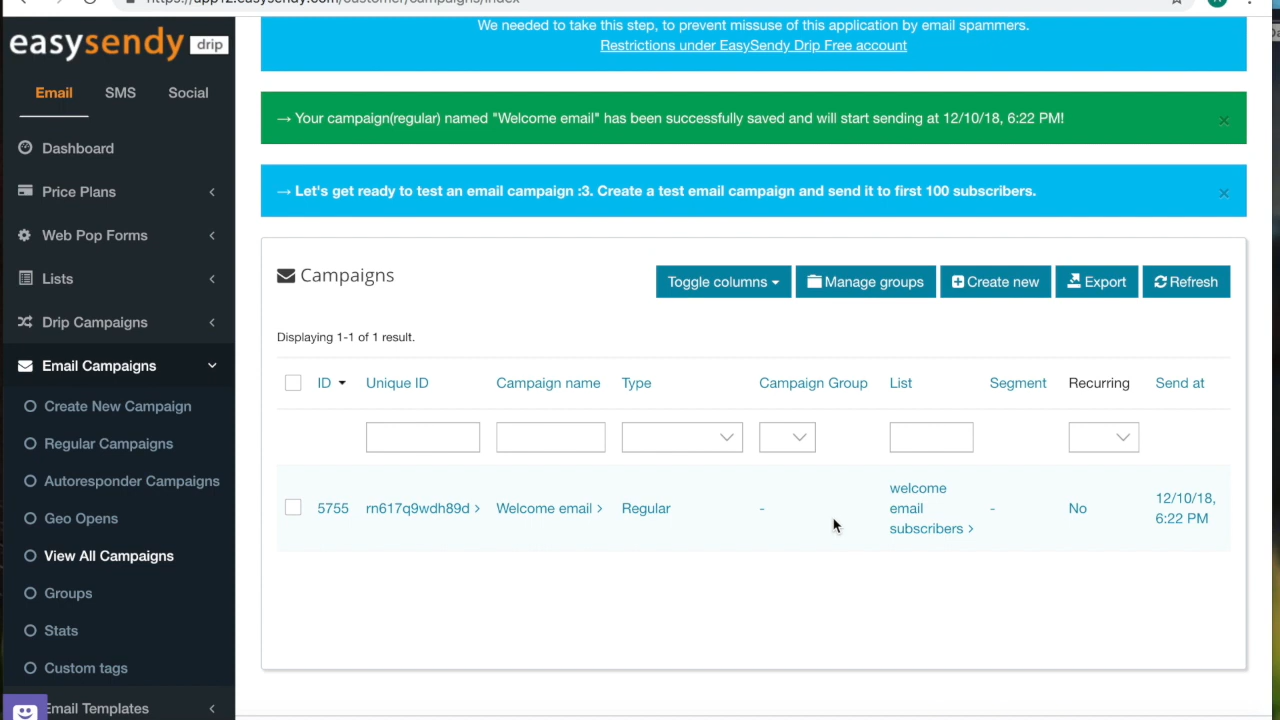 https://app12.easysendy.com/customer/campaigns/index
easysendy drip
Email SMS Social
Dashboard
Price Plans
Web Pop Forms
Lists
Drip Campaigns
Email Campaigns
Create New Campaign
Regular Campaigns
Autoresponder Campaigns
Geo Opens
View All Campaigns
Groups
Stats
Custom tags
Email Templates
We needed to take this step, to prevent missuse of this application by email spammers.
Restrictions under EasySendy Drip Free account
→ Your campaign(regular) named "Welcome email" has been successfully saved and will start sending at 12/10/18, 6:22 PM!
→ Let's get ready to test an email campaign :3. Create a test email campaign and send it to first 100 subscribers.
Campaigns
Toggle columns Manage groups Create new Export Refresh
Displaying 1-1 of 1 result.
ID Unique ID Campaign name Type Campaign Group List Segment Recurring Send at
5755 rn617q9wdh89d › Welcome email › Regular - welcome email subscribers › - No 12/10/18, 6:22 PM